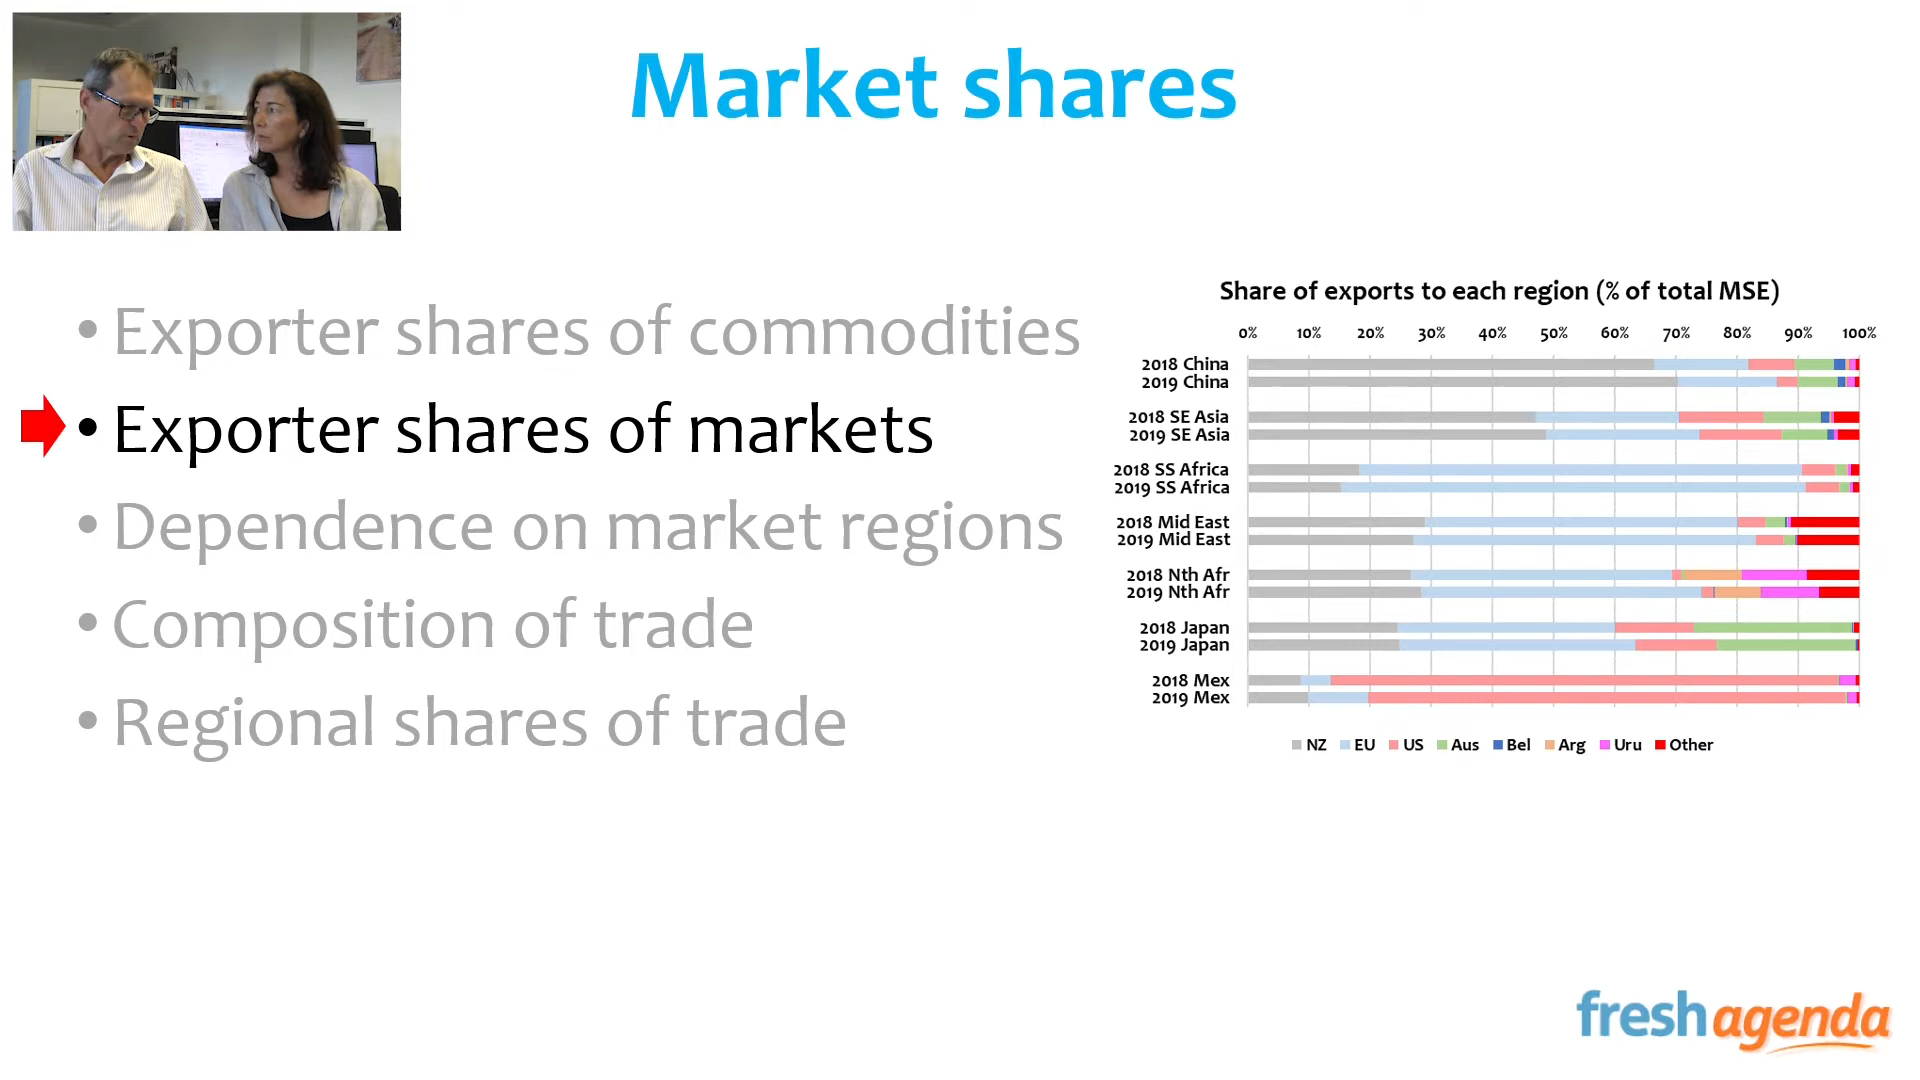 Market shares
• Exporter shares of commodities
• Exporter shares of markets
• Dependence on market regions
• Composition of trade
• Regional shares of trade
Share of exports to each region (% of total MSE)
0% 10% 20% 30% 40% 50% 60% 70% 80% 90% 100%
2018 China
2019 China
2018 SE Asia
2019 SE Asia
2018 SS Africa
2019 SS Africa
2018 Mid East
2019 Mid East
2018 Nth Afr
2019 Nth Afr
2018 Japan
2019 Japan
2018 Mex
2019 Mex
NZ EU US Aus Bel Arg Uru Other
fresh agenda